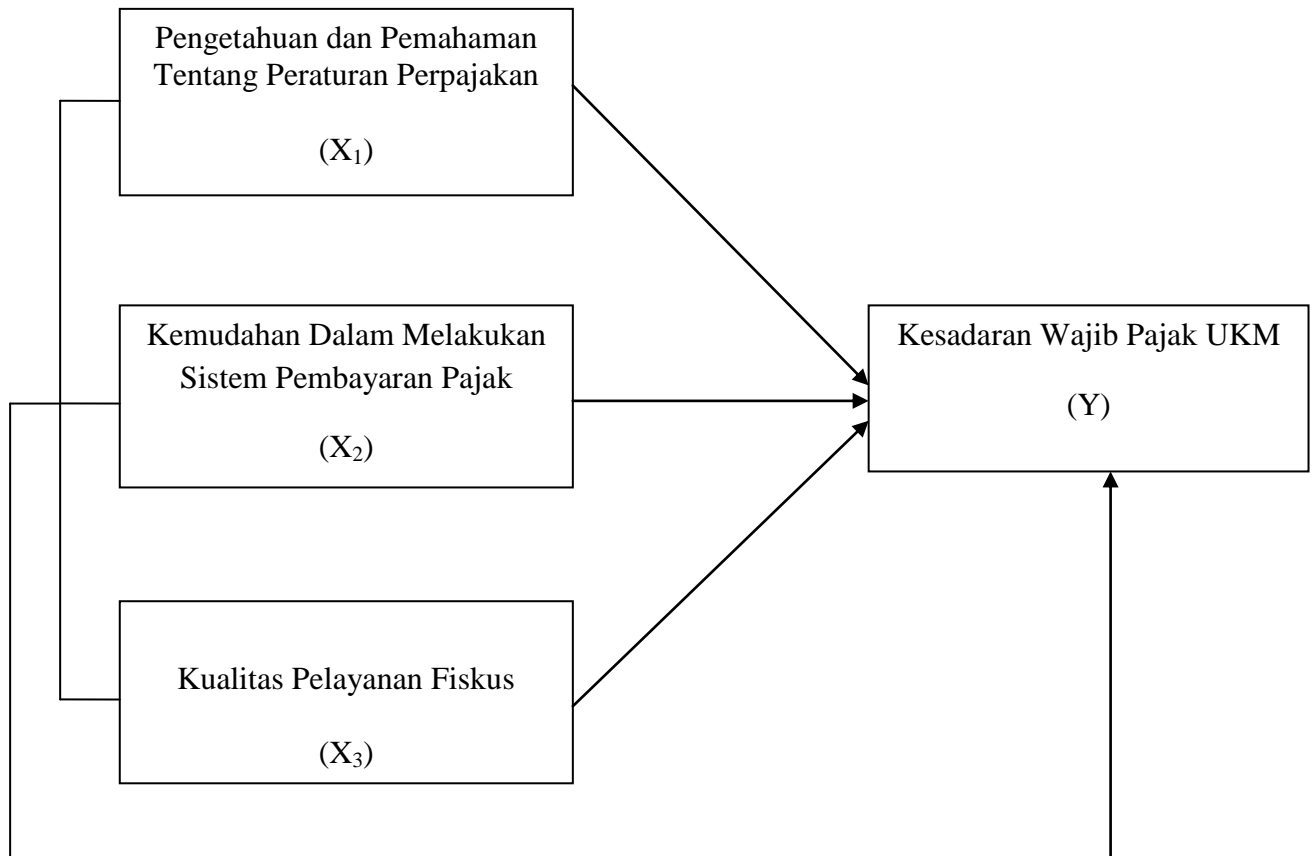 Pengetahuan dan Pemahaman
Tentang Peraturan Perpajakan
(X₁)
Kemudahan Dalam Melakukan
Sistem Pembayaran Pajak
(X₂)
Kesadaran Wajib Pajak UKM
(Y)
Kualitas Pelayanan Fiskus
(X₃)